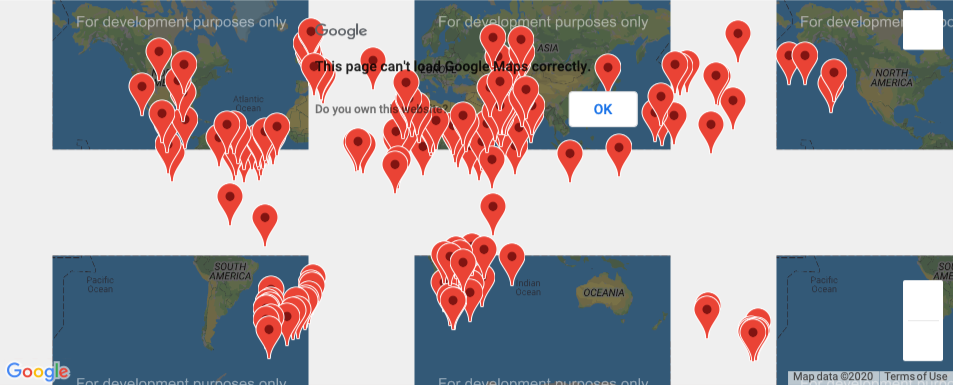 For development purposes only
For development purposes only
For development purposes
Google
This page can't load Google Maps correctly.
ASIA
NORTH
AMERICA
Atlantic
Ocean
Do you own this website?
OK
SOUTH
AMERICA
Pacific
Ocean
Indian
Ocean
OCEANIA
Pacific
Ocean
Google
For development purposes only
For development purposes only
Map data ©2020
Terms of Use